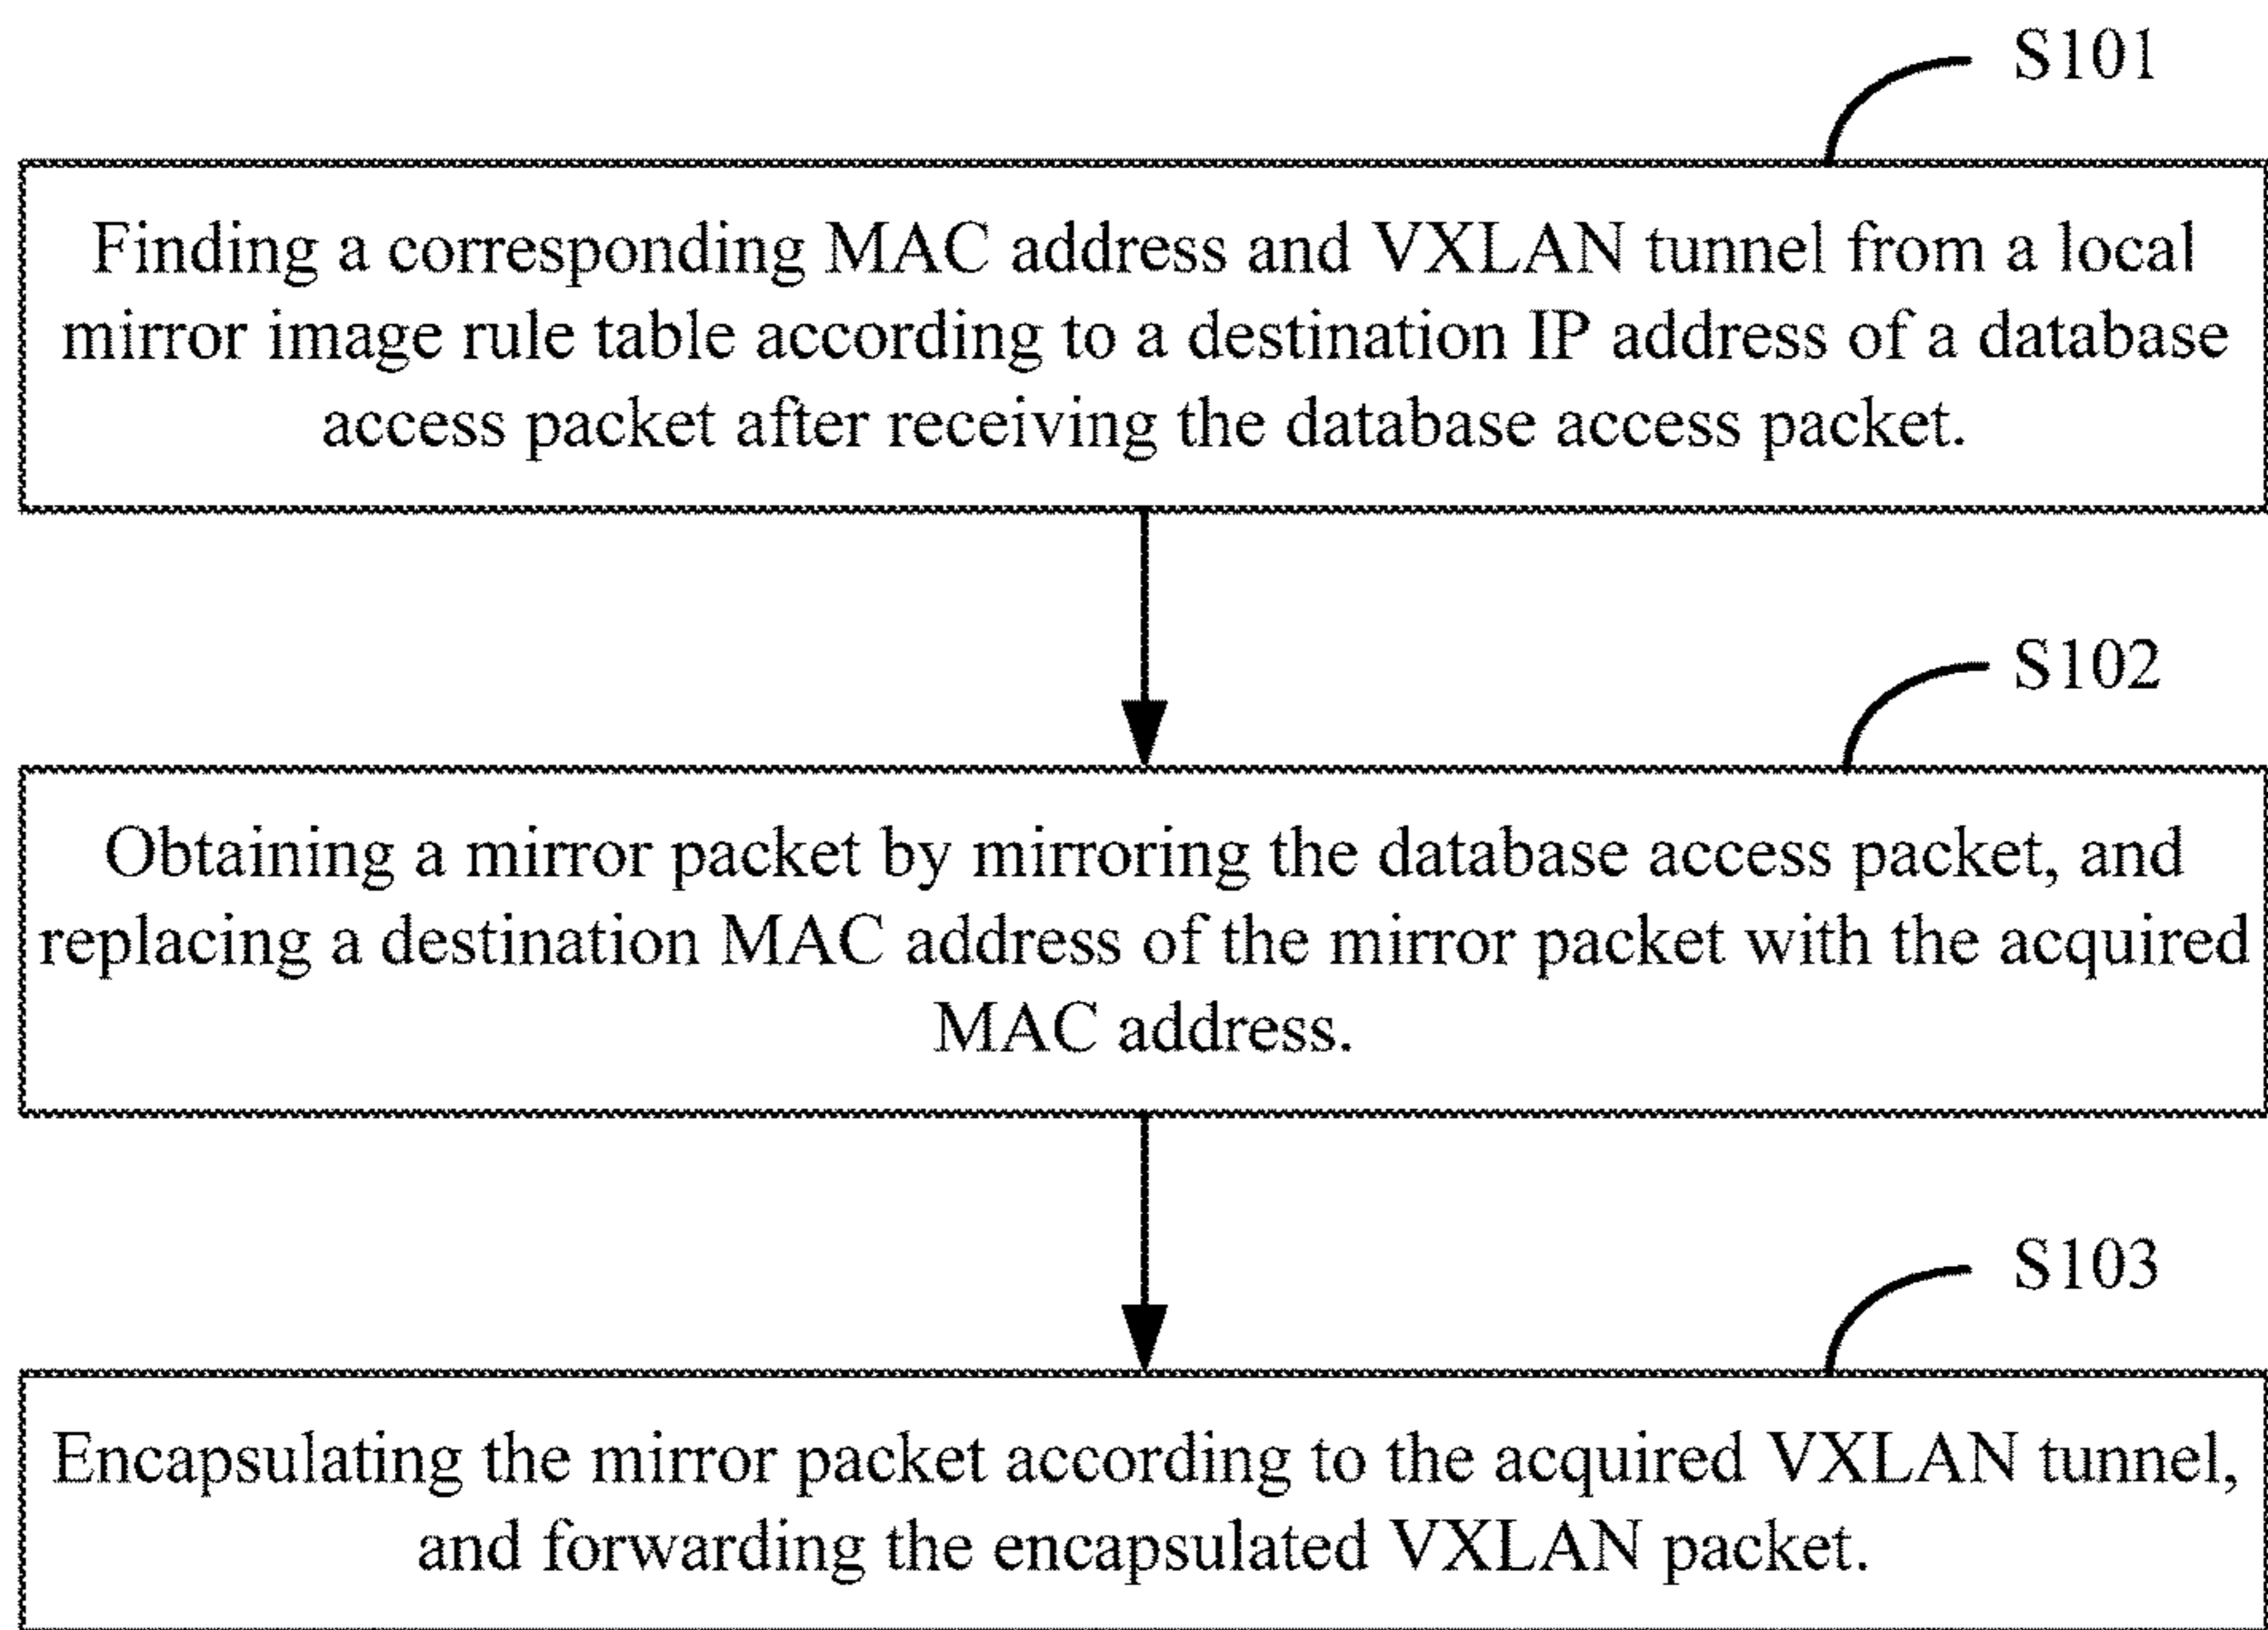 S101
Finding a corresponding MAC address and VXLAN tunnel from a local
mirror image rule table according to a destination IP address of a database
access packet after receiving the database access packet.
S102
Obtaining a mirror packet by mirroring the database access packet, and
replacing a destination MAC address of the mirror packet with the acquired
MAC address.
S103
Encapsulating the mirror packet according to the acquired VXLAN tunnel,
and forwarding the encapsulated VXLAN packet.